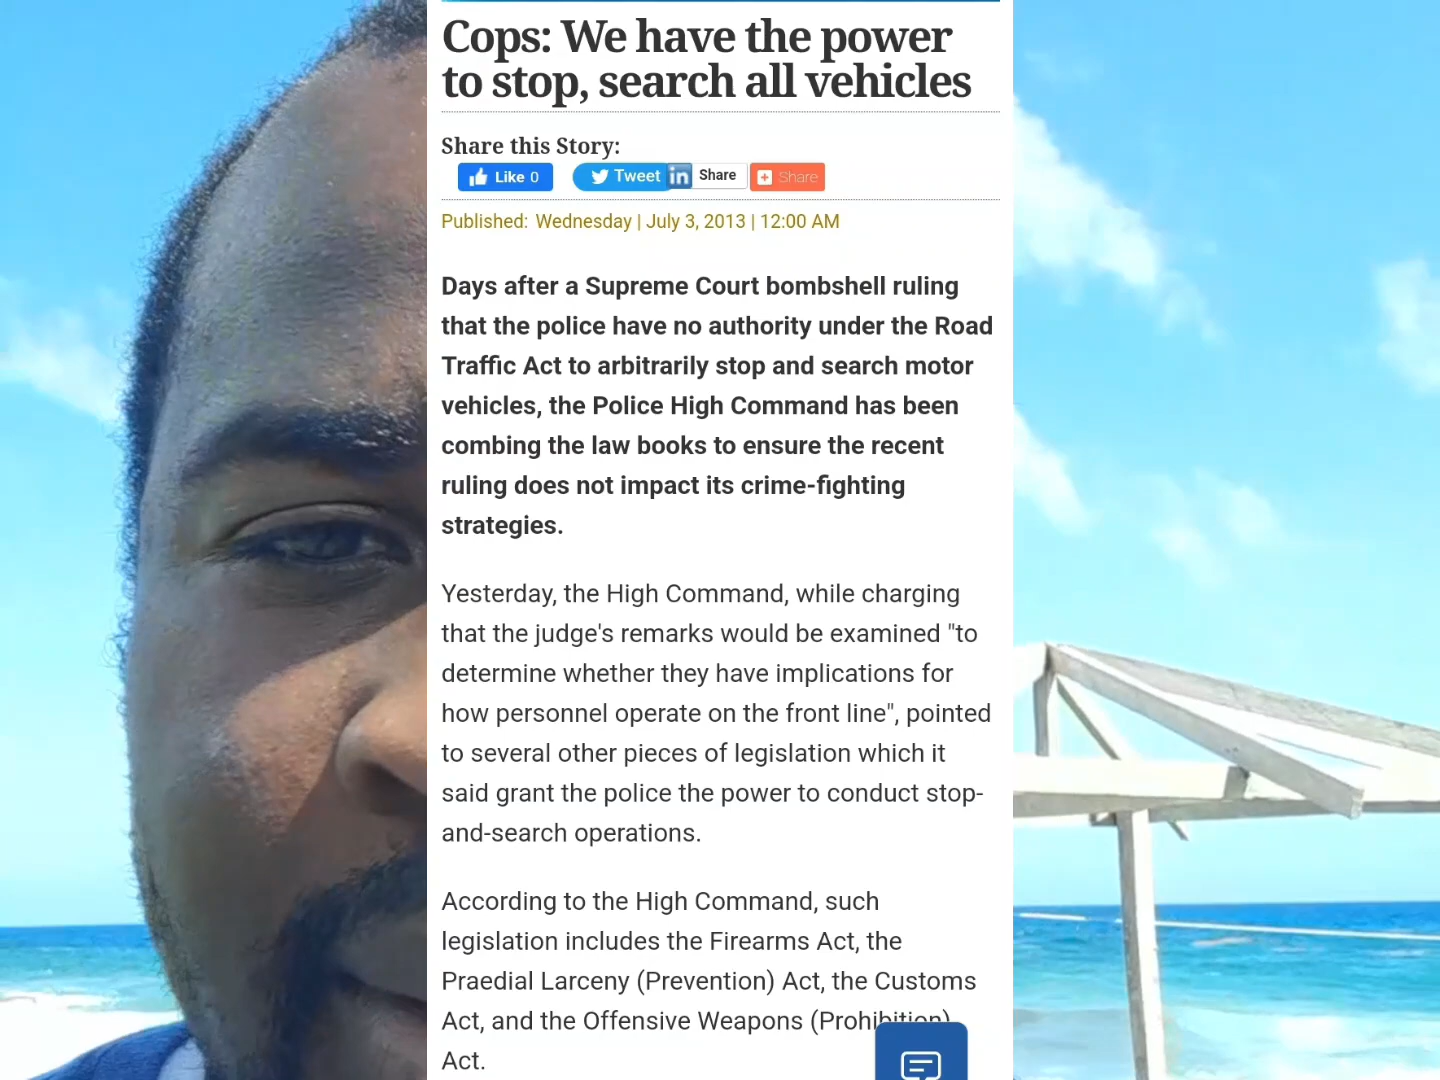 Cops: We have the power
to stop, search all vehicles
Share this Story:
Like 0 Tweet Share Share
Published: Wednesday | July 3, 2013 | 12:00 AM
Days after a Supreme Court bombshell ruling
that the police have no authority under the Road
Traffic Act to arbitrarily stop and search motor
vehicles, the Police High Command has been
combing the law books to ensure the recent
ruling does not impact its crime-fighting
strategies.
Yesterday, the High Command, while charging
that the judge's remarks would be examined "to
determine whether they have implications for
how personnel operate on the front line", pointed
to several other pieces of legislation which it
said grant the police the power to conduct stop-
and-search operations.
According to the High Command, such
legislation includes the Firearms Act, the
Praedial Larceny (Prevention) Act, the Customs
Act, and the Offensive Weapons (Prohibition)
Act.